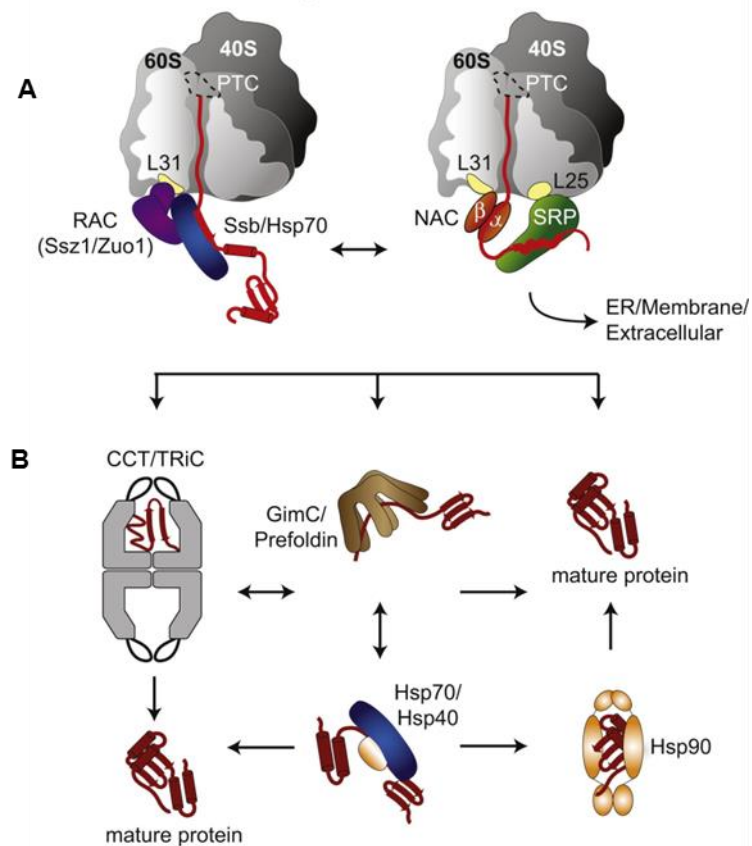 A
60S
40S
PTC
L31
RAC
(Ssz1/Zuo1)
Ssb/Hsp70
60S
40S
PTC
L31
L25
NAC
β
α
SRP
ER/Membrane/
Extracellular
B
CCT/TRiC
GimC/
Prefoldin
mature protein
Hsp70/
Hsp40
Hsp90
mature protein